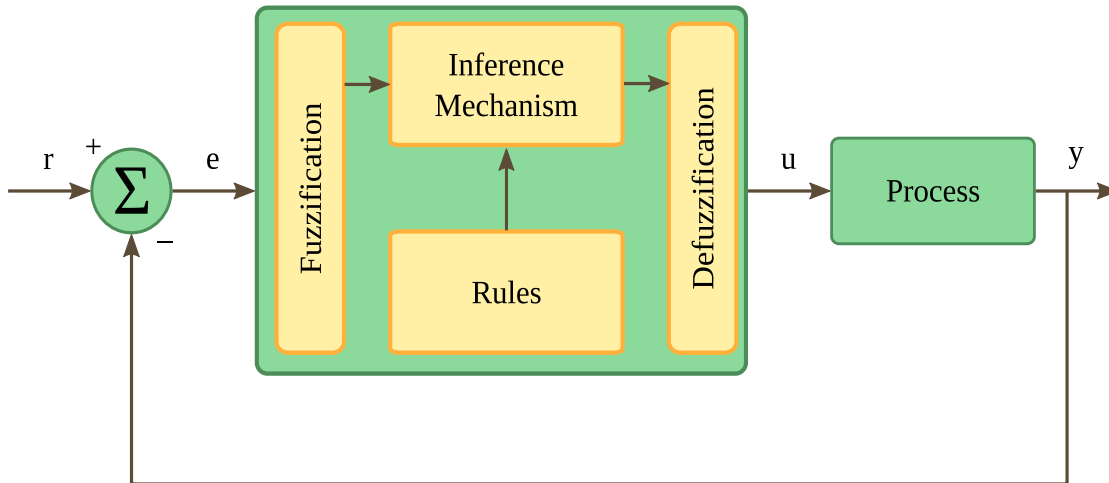 r
+
Σ
−
e
Fuzzification
Inference
Mechanism
Rules
Defuzzification
u
Process
y